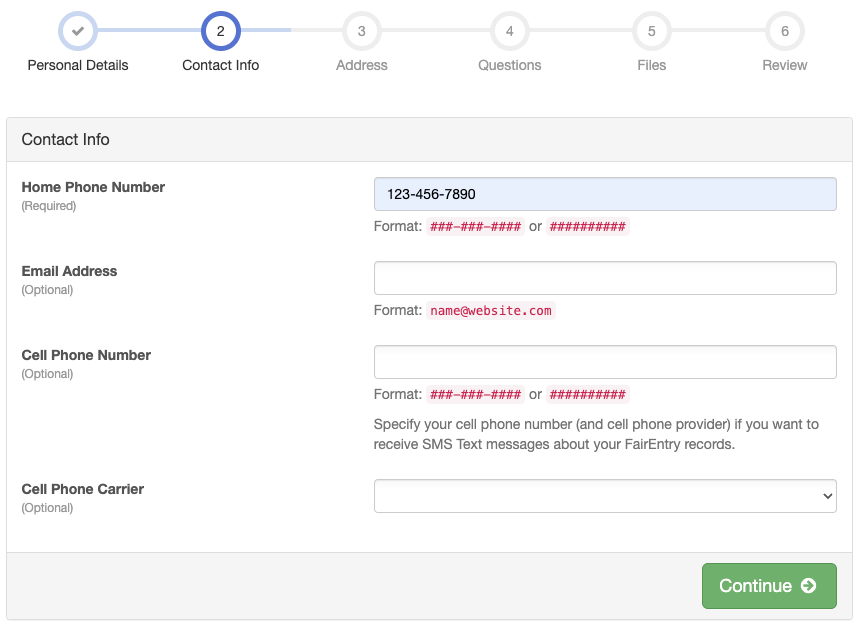 2 3 4 5 6
Personal Details Contact Info Address Questions Files Review
Contact Info
Home Phone Number
(Required)
123-456-7890
Format: ###-###-#### or ##########
Email Address
(Optional)
Format: name@website.com
Cell Phone Number
(Optional)
Format: ###-###-#### or ##########
Specify your cell phone number (and cell phone provider) if you want to
receive SMS Text messages about your FairEntry records.
Cell Phone Carrier
(Optional)
Continue